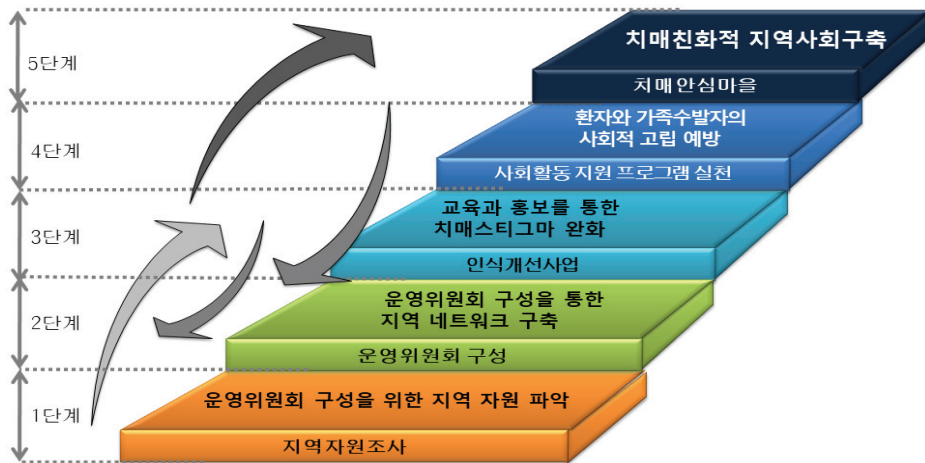 5단계
치매친화적 지역사회구축
치매안심마을
4단계
환자와 가족수발자의
사회적 고립 예방
사회활동 지원 프로그램 실천
3단계
교육과 홍보를 통한
치매스티그마 완화
인식개선사업
2단계
운영위원회 구성을 통한
지역 네트워크 구축
운영위원회 구성
1단계
운영위원회 구성을 위한 지역 자원 파악
지역자원조사